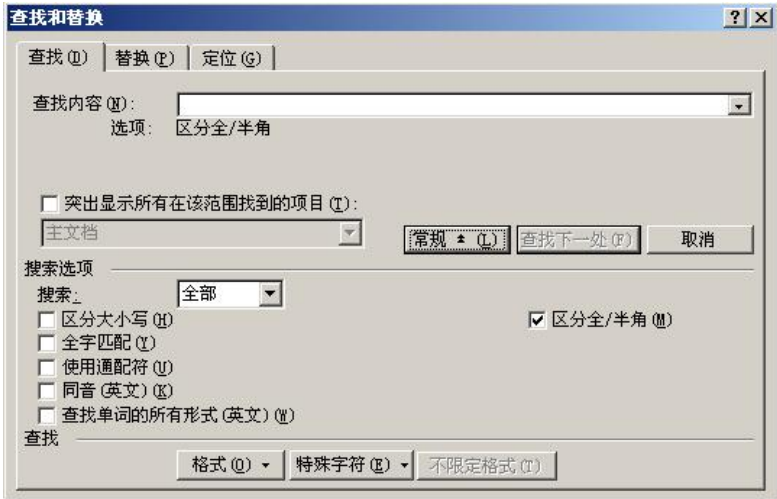 查找和替换
查找(D) 替换(P) 定位(G)
查找内容(N):
选项: 区分全/半角
突出显示所有在该范围找到的项目(T):
主文档 常规 (L) 查找下一处(F) 取消
搜索选项
搜索: 全部
区分大小写(H) 区分全/半角(M)
全字匹配(Y)
使用通配符(U)
同音(英文)(K)
查找单词的所有形式(英文)(W)
查找
格式(O) 特殊字符(E) 不限定格式(T)